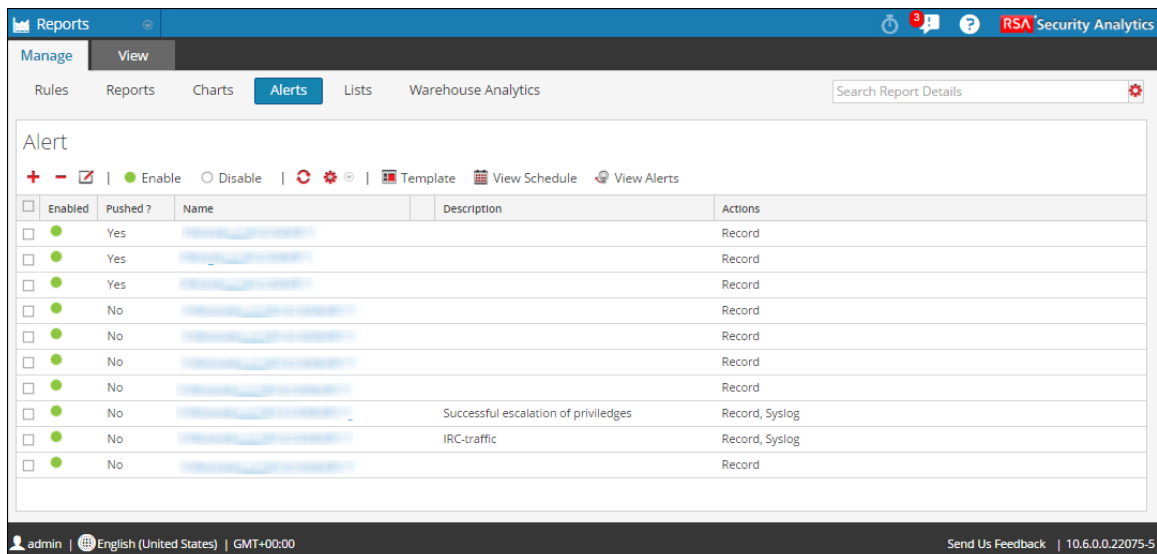 Reports
3
?
RSA Security Analytics
Manage View
Rules Reports Charts Alerts Lists Warehouse Analytics
Search Report Details
Alert
Enable Disable Template View Schedule View Alerts
Enabled Pushed ? Name Description Actions
Yes Record
Yes Record
Yes Record
No Record
No Record
No Record
No Record
No Successful escalation of priviledges Record, Syslog
No IRC-traffic Record, Syslog
No Record
admin | English (United States) | GMT+00:00
Send Us Feedback | 10.6.0.0.22075-5